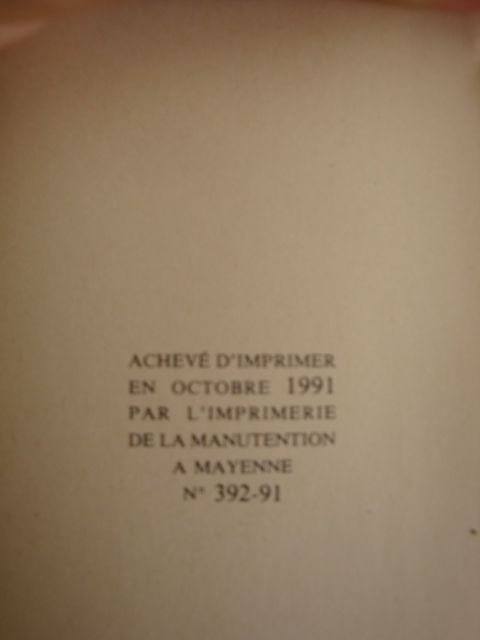 ACHEVÉ D'IMPRIMER
EN OCTOBRE 1991
PAR L'IMPRIMERIE
DE LA MANUTENTION
A MAYENNE
N° 392-91